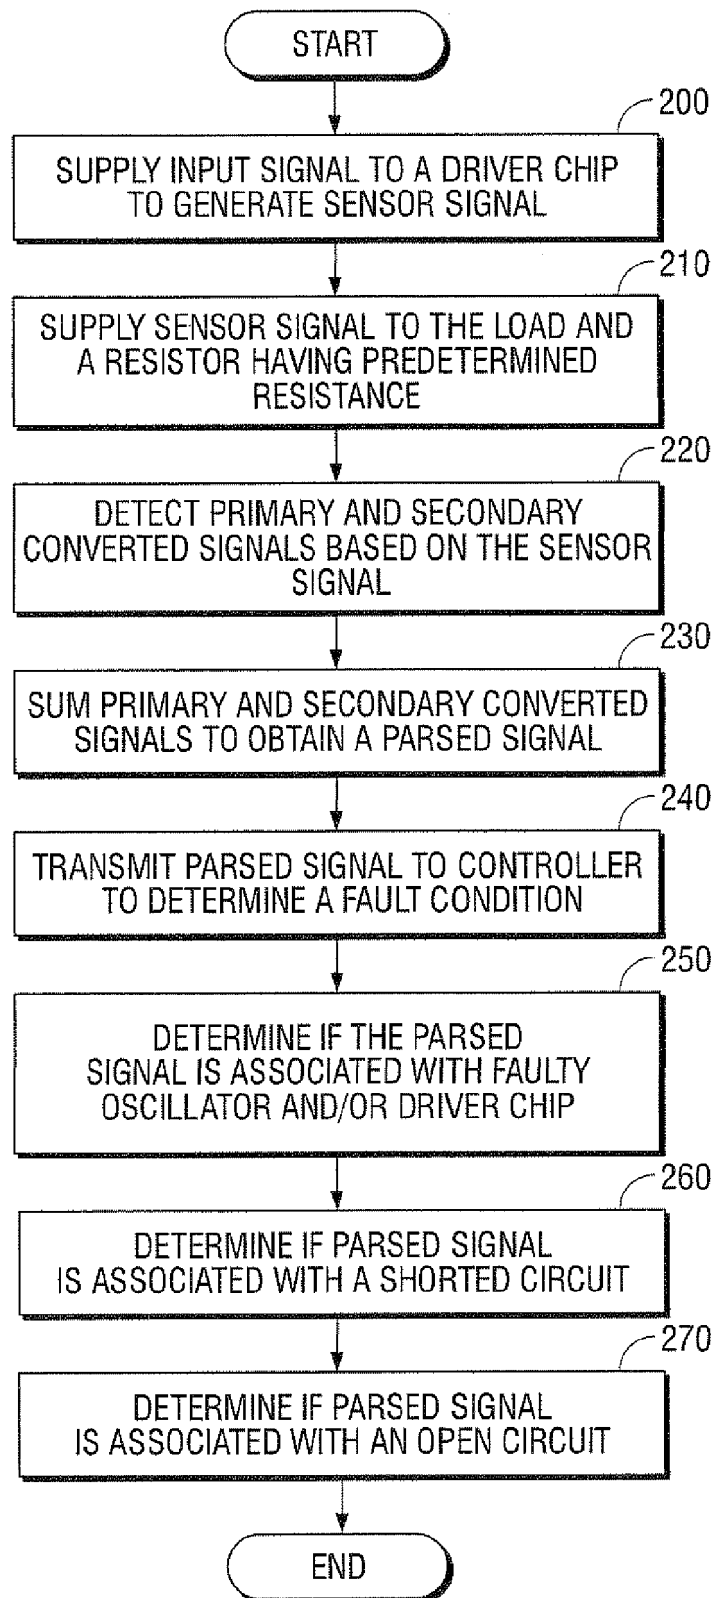 START
200
SUPPLY INPUT SIGNAL TO A DRIVER CHIP
TO GENERATE SENSOR SIGNAL
210
SUPPLY SENSOR SIGNAL TO THE LOAD AND
A RESISTOR HAVING PREDETERMINED
RESISTANCE
220
DETECT PRIMARY AND SECONDARY
CONVERTED SIGNALS BASED ON THE SENSOR
SIGNAL
230
SUM PRIMARY AND SECONDARY CONVERTED
SIGNALS TO OBTAIN A PARSED SIGNAL
240
TRANSMIT PARSED SIGNAL TO CONTROLLER
TO DETERMINE A FAULT CONDITION
250
DETERMINE IF THE PARSED
SIGNAL IS ASSOCIATED WITH FAULTY
OSCILLATOR AND/OR DRIVER CHIP
260
DETERMINE IF PARSED SIGNAL
IS ASSOCIATED WITH A SHORTED CIRCUIT
270
DETERMINE IF PARSED SIGNAL
IS ASSOCIATED WITH AN OPEN CIRCUIT
END